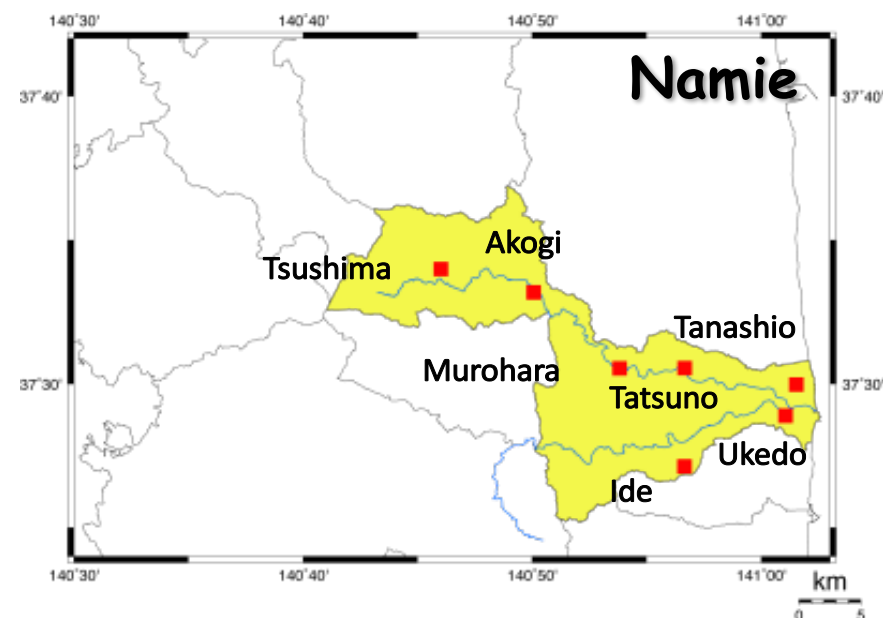 140˚30' 140˚40' 140˚50' 141˚00'
Namie
37˚40' 37˚40'
Akogi
Tsushima
Tanashio
Murohara
37˚30' 37˚30'
Tatsuno
Ukedo
Ide
140˚30' 140˚40' 140˚50' 141˚00'
km
0 5